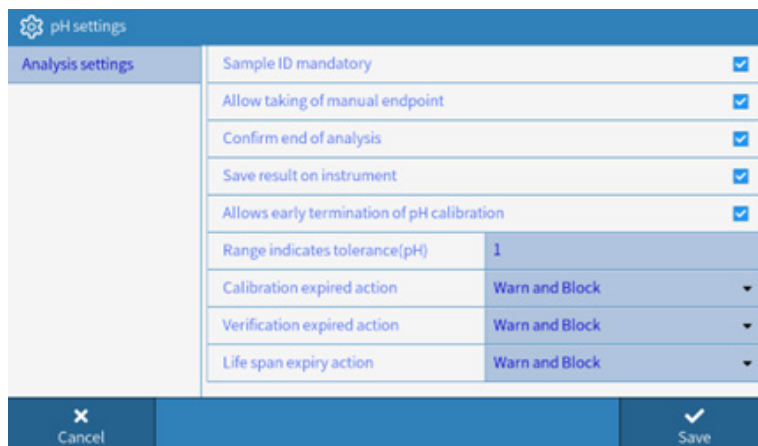 pH settings
Analysis settings
Sample ID mandatory
Allow taking of manual endpoint
Confirm end of analysis
Save result on instrument
Allows early termination of pH calibration
Range indicates tolerance(pH) 1
Calibration expired action Warn and Block
Verification expired action Warn and Block
Life span expiry action Warn and Block
Cancel
Save